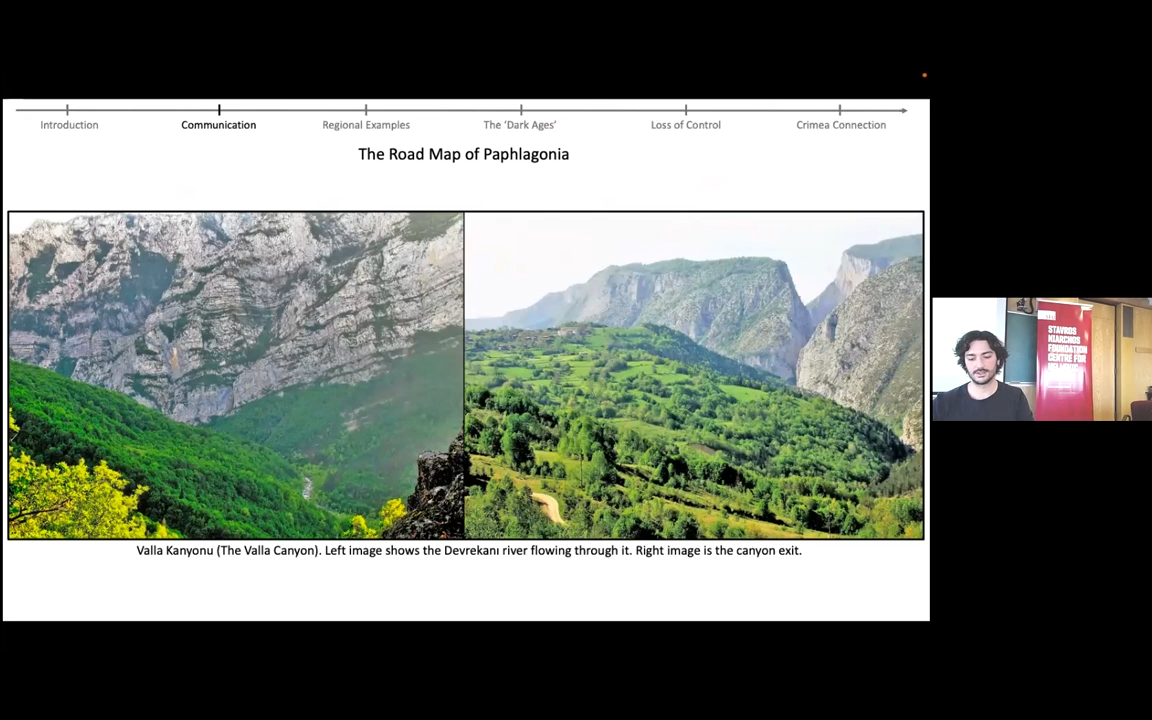 Introduction
Communication
Regional Examples
The 'Dark Ages'
Loss of Control
Crimea Connection
The Road Map of Paphlagonia
Valla Kanyonu (The Valla Canyon). Left image shows the Devrekanı river flowing through it. Right image is the canyon exit.
STAVROS
NIARCHOS
FOUNDATION
CENTRE FOR